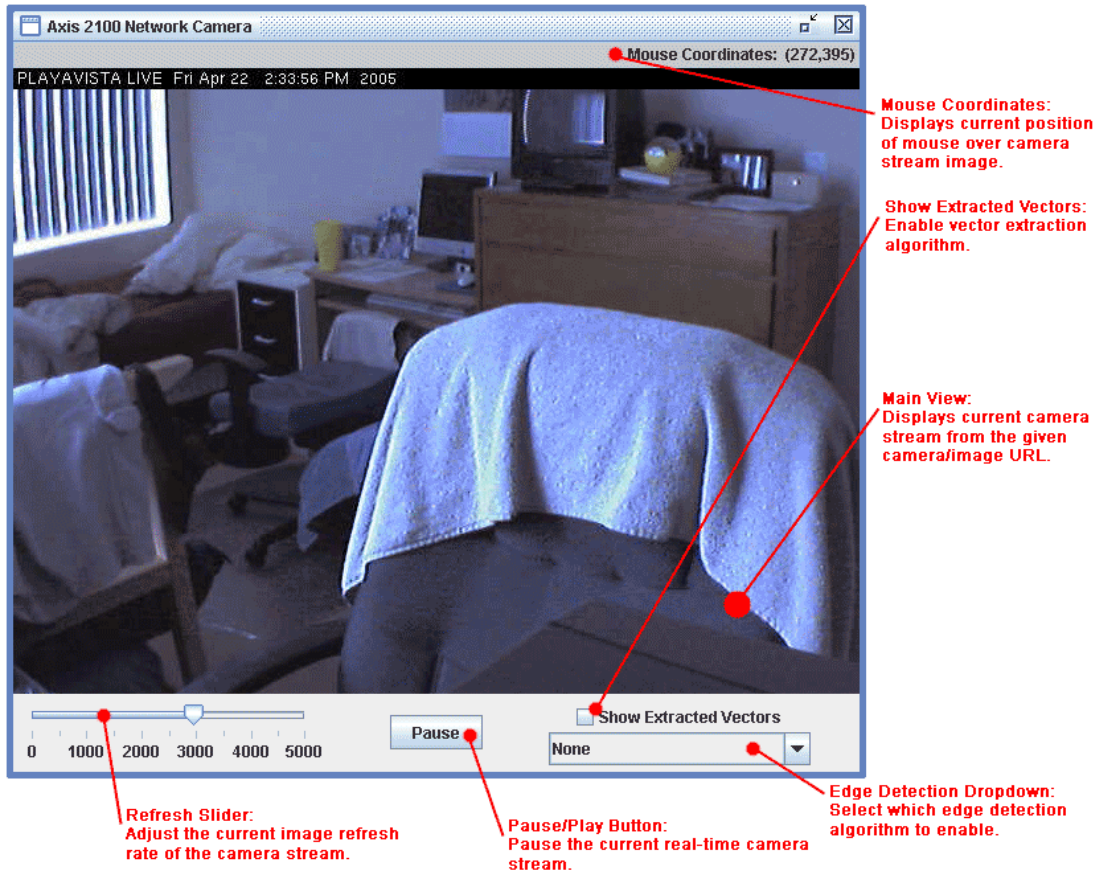 Axis 2100 Network Camera
Mouse Coordinates: (272,395)
PLAYAVISTA LIVE Fri Apr 22 2:33:56 PM 2005
Mouse Coordinates:
Displays current position
of mouse over camera
stream image.
Show Extracted Vectors:
Enable vector extraction
algorithm.
Main View:
Displays current camera
stream from the given
camera/image URL.
Show Extracted Vectors
Pause
None
0 1000 2000 3000 4000 5000
Refresh Slider:
Adjust the current image refresh
rate of the camera stream.
Pause/Play Button:
Pause the current real-time camera
stream.
Edge Detection Dropdown:
Select which edge detection
algorithm to enable.